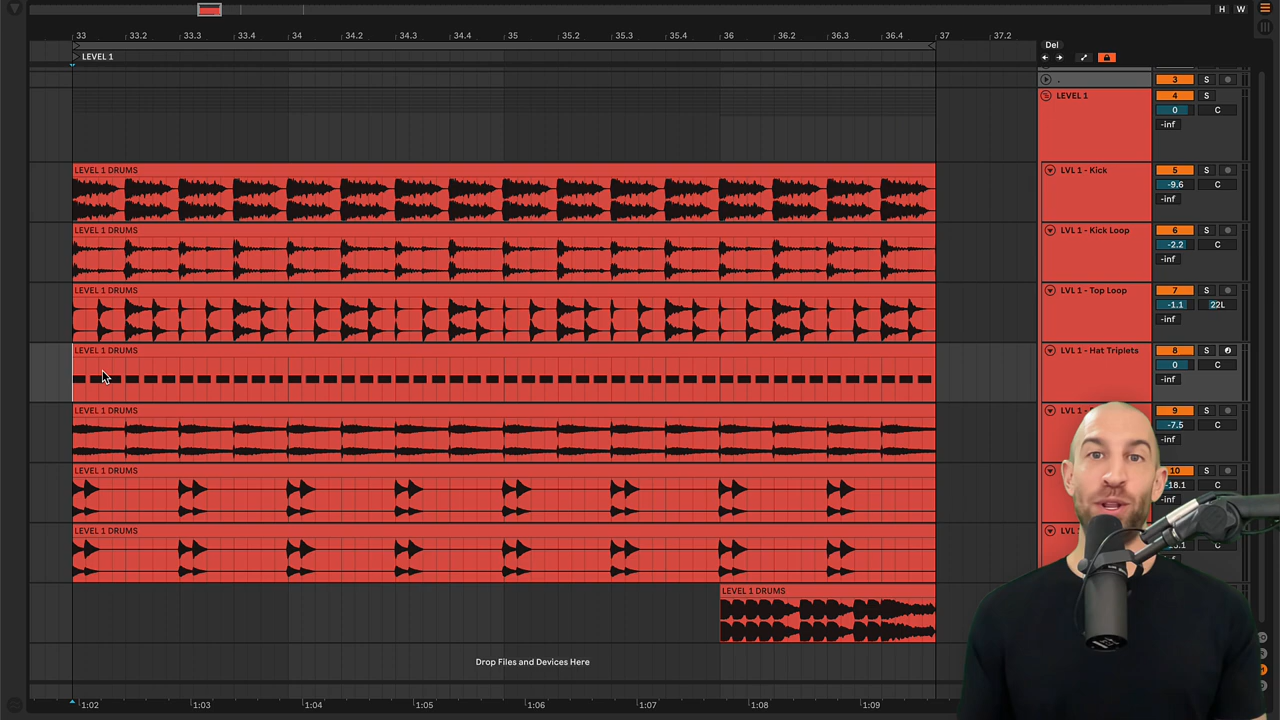 H W
33 33.2 33.3 33.4 34 34.2 34.3 34.4 35 35.2 35.3 35.4 36 36.2 36.3 36.4 37 37.2
Del
LEVEL 1
. 3 S
LEVEL 1 4 S
0 C
-inf
LEVEL 1 DRUMS LVL 1 - Kick 5 S
-9.6 C
-inf
LEVEL 1 DRUMS LVL 1 - Kick Loop 6 S
-2.2 C
-inf
LEVEL 1 DRUMS LVL 1 - Top Loop 7 S
-1.1 22L
-inf
LEVEL 1 DRUMS LVL 1 - Hat Triplets 8 S
0 C
-inf
LEVEL 1 DRUMS LVL 1 - 9 S
-7.5 C
-inf
LEVEL 1 DRUMS 10 S
-18.1 C
-inf
LEVEL 1 DRUMS LVL
C
LEVEL 1 DRUMS
Drop Files and Devices Here
1:02 1:03 1:04 1:05 1:06 1:07 1:08 1:09